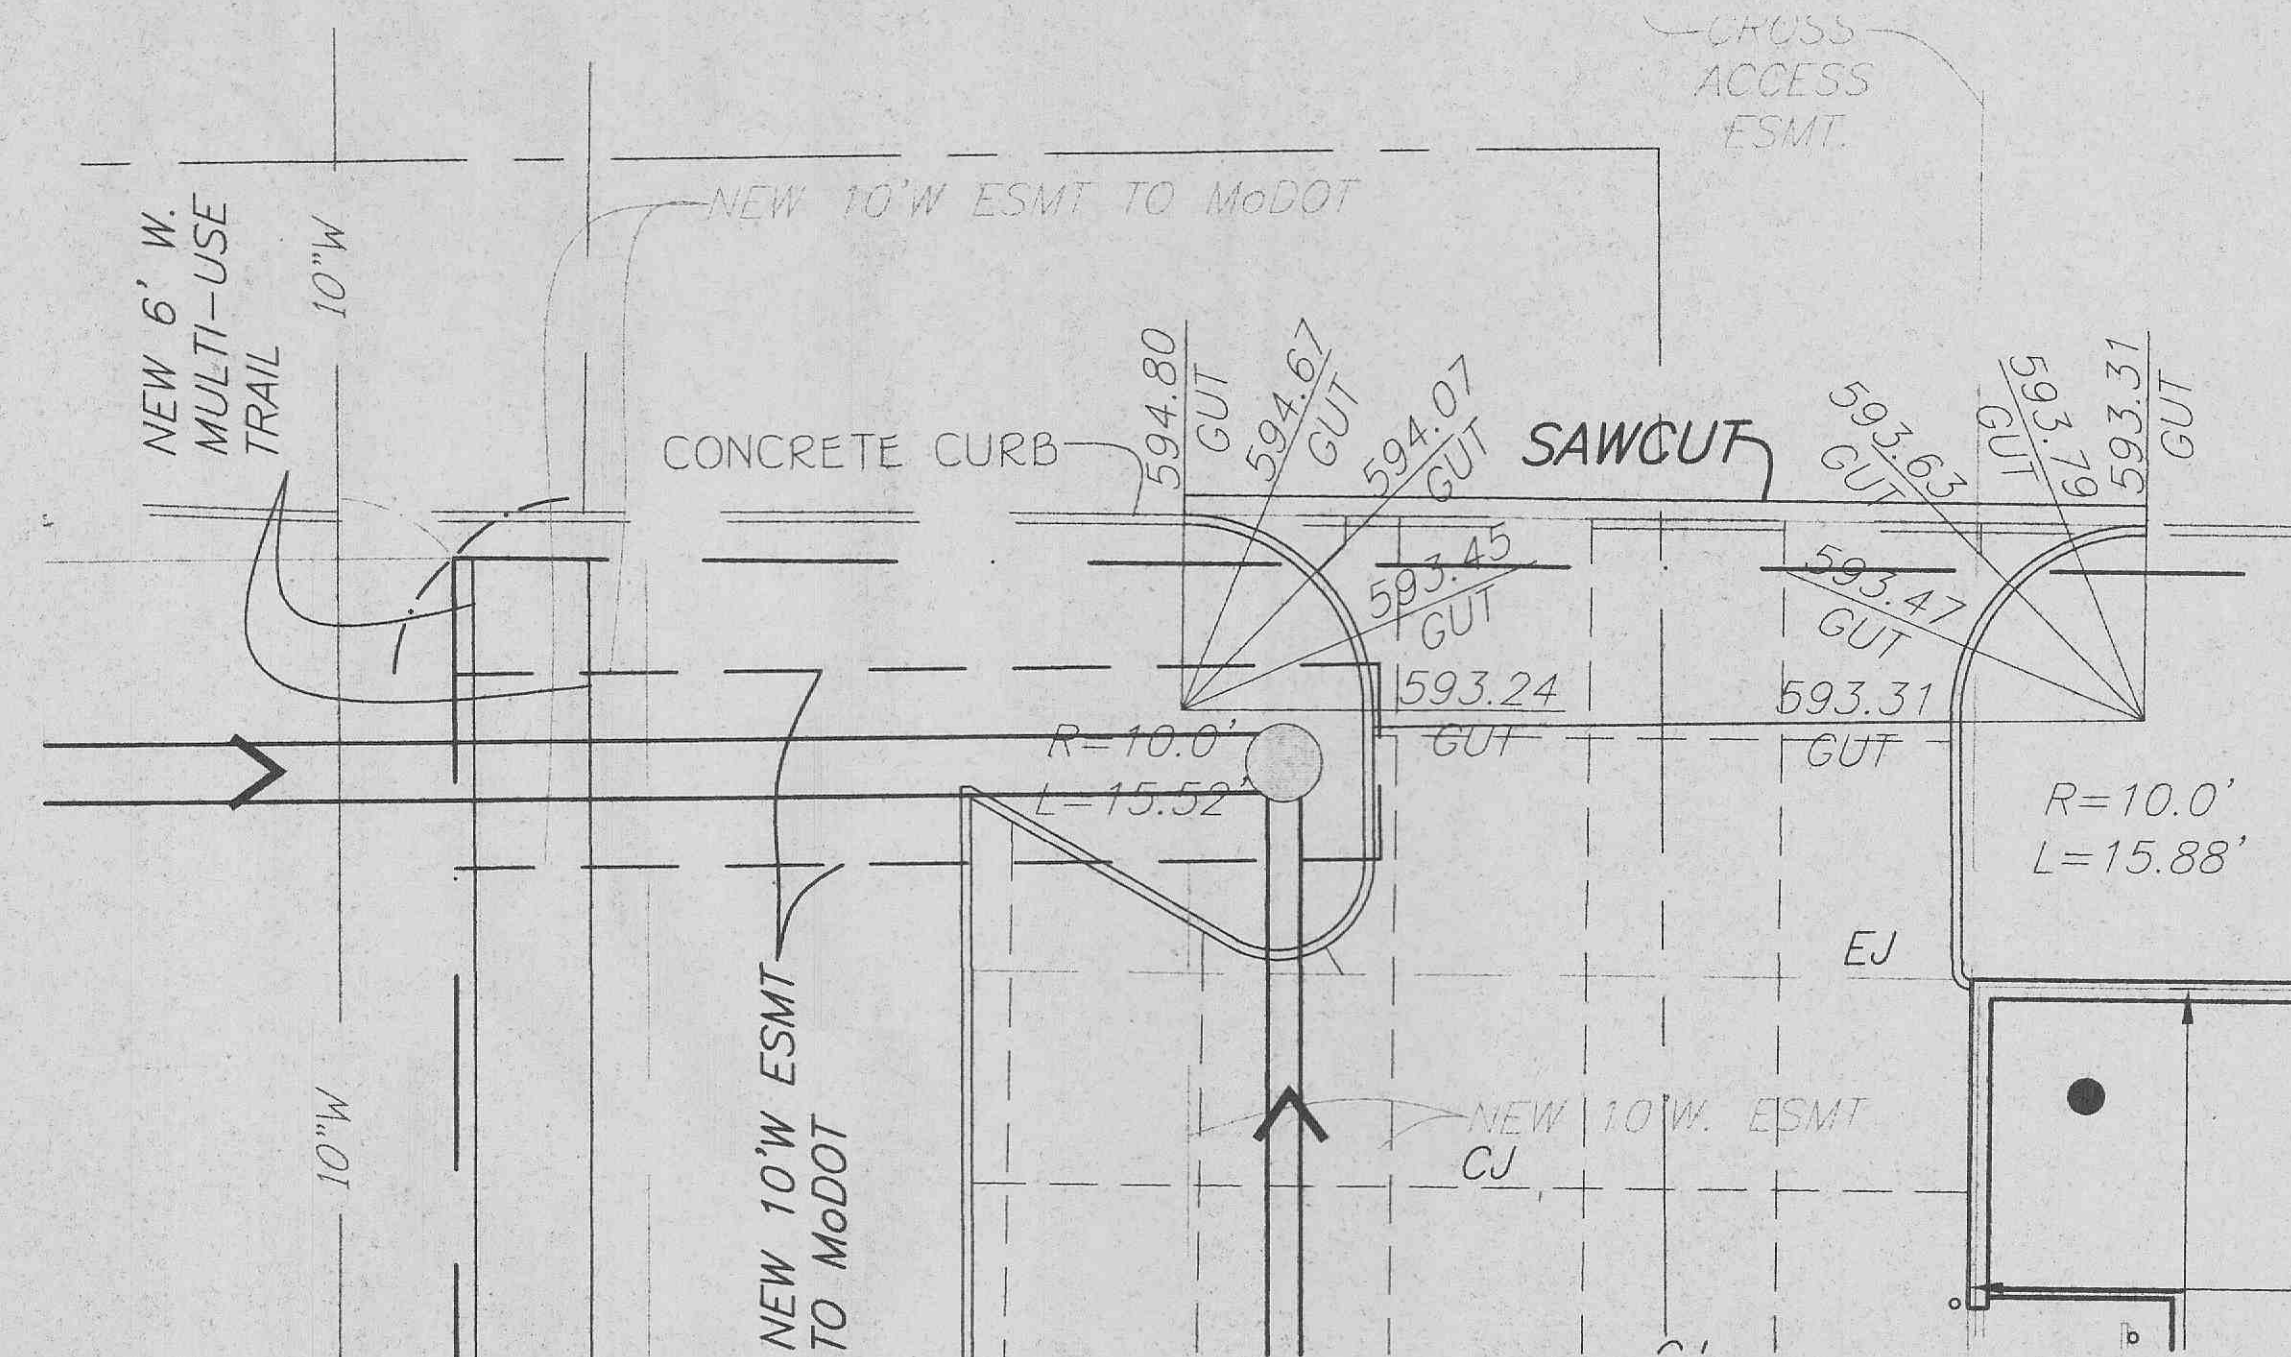 CROSS
ACCESS
ESMT.
NEW 10'W ESMT TO MoDOT
NEW 6' W.
MULTI-USE
TRAIL
10"W
CONCRETE CURB
594.80
GUT
594.67
GUT
594.07
GUT
SAWCUT
593.63
GUT
593.79
GUT
593.31
GUT
593.45
GUT
593.47
GUT
593.24
GUT
593.31
GUT
R=10.0'
L=15.52'
R=10.0'
L=15.88'
EJ
NEW 10'W ESMT
TO MoDOT
10"W
NEW 10'W. ESMT
CJ